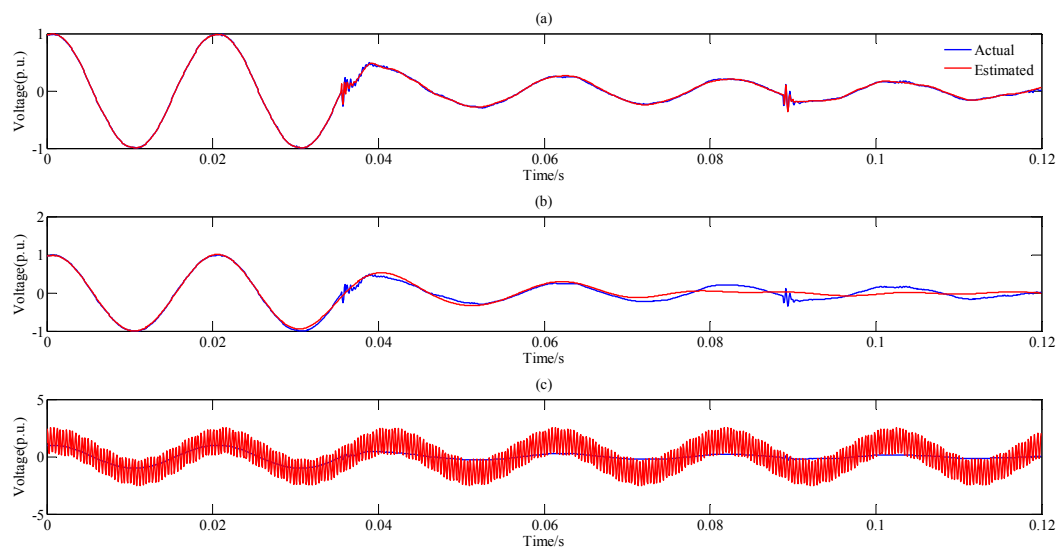 (a)
1
0
-1
Voltage(p.u.)
Actual
Estimated
0
0.02
0.04
0.06
0.08
0.1
0.12
Time/s
(b)
2
1
0
-1
Voltage(p.u.)
0
0.02
0.04
0.06
0.08
0.1
0.12
Time/s
(c)
5
0
-5
Voltage(p.u.)
0
0.02
0.04
0.06
0.08
0.1
0.12
Time/s